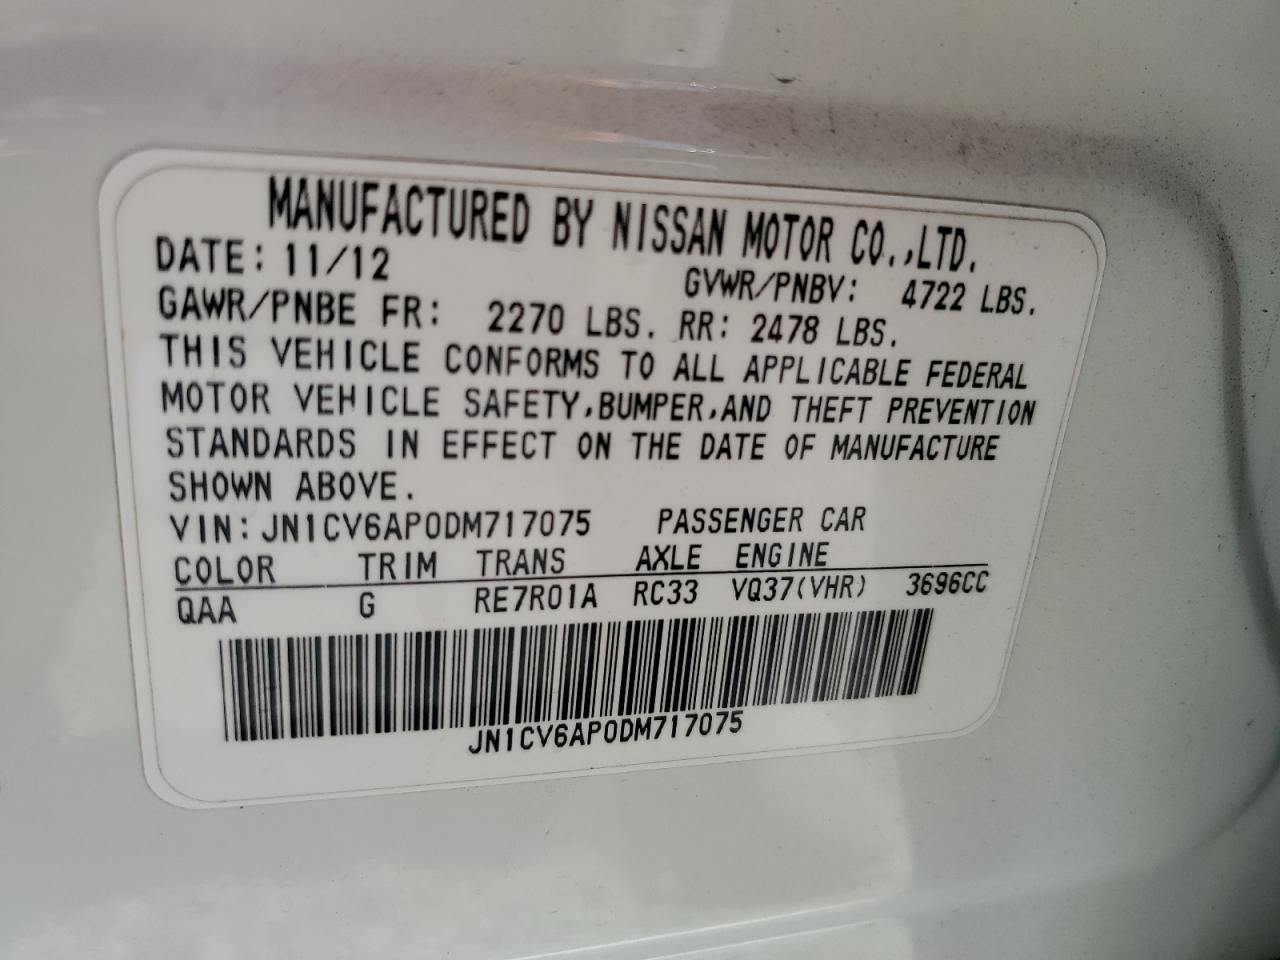 MANUFACTURED BY NISSAN MOTOR CO.,LTD.
DATE: 11/12 GVWR/PNBV: 4722 LBS.
GAWR/PNBE FR: 2270 LBS. RR: 2478 LBS.
THIS VEHICLE CONFORMS TO ALL APPLICABLE FEDERAL
MOTOR VEHICLE SAFETY,BUMPER,AND THEFT PREVENTION
STANDARDS IN EFFECT ON THE DATE OF MANUFACTURE
SHOWN ABOVE.
VIN:JN1CV6AP0DM717075 PASSENGER CAR
COLOR TRIM TRANS AXLE ENGINE
QAA G RE7R01A RC33 VQ37(VHR) 3696CC
JN1CV6AP0DM717075